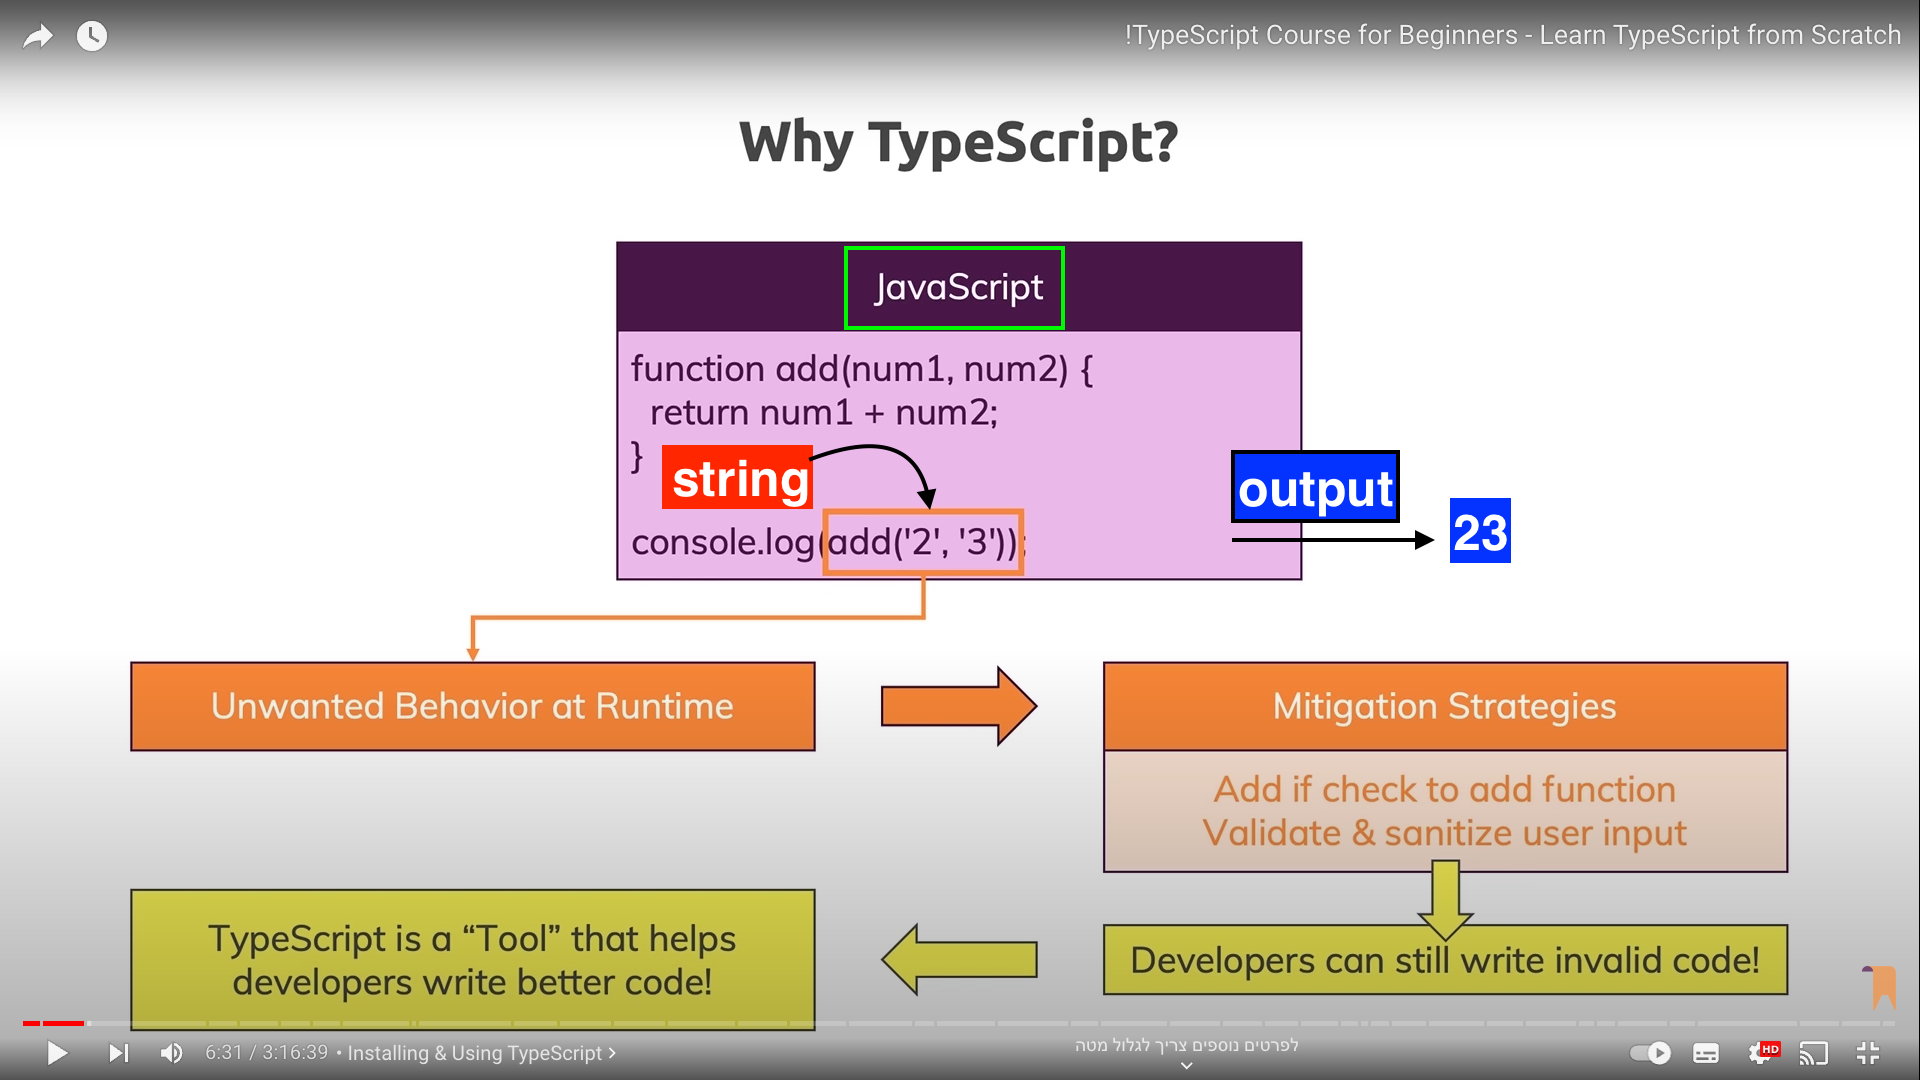 !TypeScript Course for Beginners - Learn TypeScript from Scratch
Why TypeScript?
JavaScript
function add(num1, num2) {
return num1 + num2;
}
string
console.log(add('2', '3'));
output
23
Unwanted Behavior at Runtime
Mitigation Strategies
Add if check to add function
Validate & sanitize user input
Developers can still write invalid code!
TypeScript is a “Tool” that helps
developers write better code!
6:31 / 3:16:39 • Installing & Using TypeScript >
לפרטים נוספים צריך לגלול מטה
HD